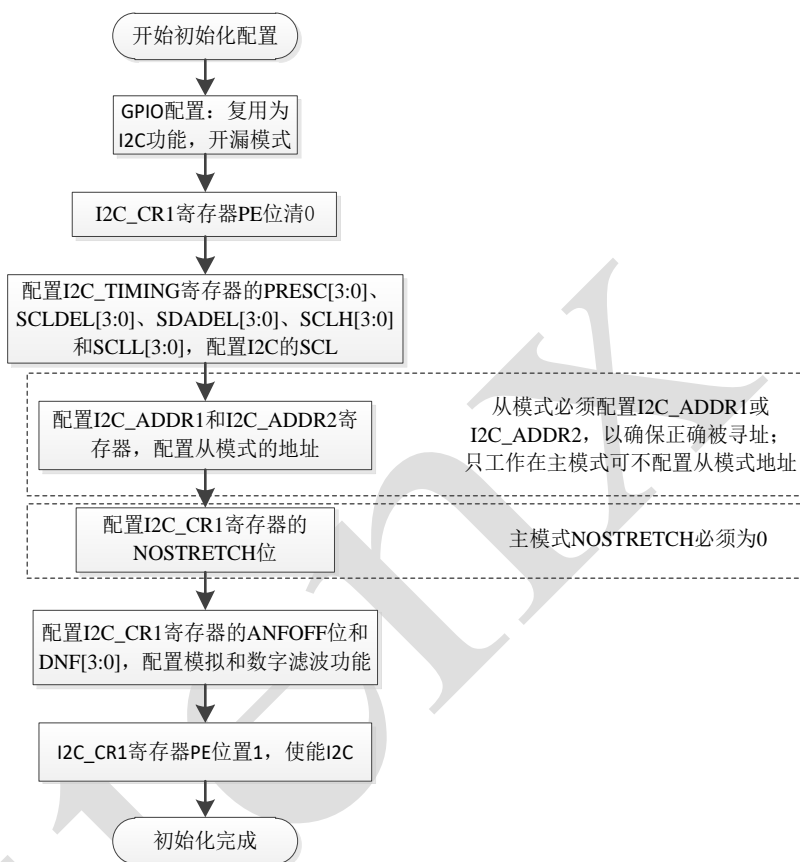 开始初始化配置
GPIO配置：复用为
I2C功能，开漏模式
I2C_CR1寄存器PE位清0
配置I2C_TIMING寄存器的PRESC[3:0]、
SCLDEL[3:0]、SDADEL[3:0]、SCLH[3:0]
和SCLL[3:0]，配置I2C的SCL
配置I2C_ADDR1和I2C_ADDR2寄
存器，配置从模式的地址
从模式必须配置I2C_ADDR1或
I2C_ADDR2，以确保正确被寻址；
只工作在主模式可不配置从模式地址
配置I2C_CR1寄存器的
NOSTRETCH位
主模式NOSTRETCH必须为0
配置I2C_CR1寄存器的ANFOFF位和
DNF[3:0]，配置模拟和数字滤波功能
I2C_CR1寄存器PE位置1，使能I2C
初始化完成